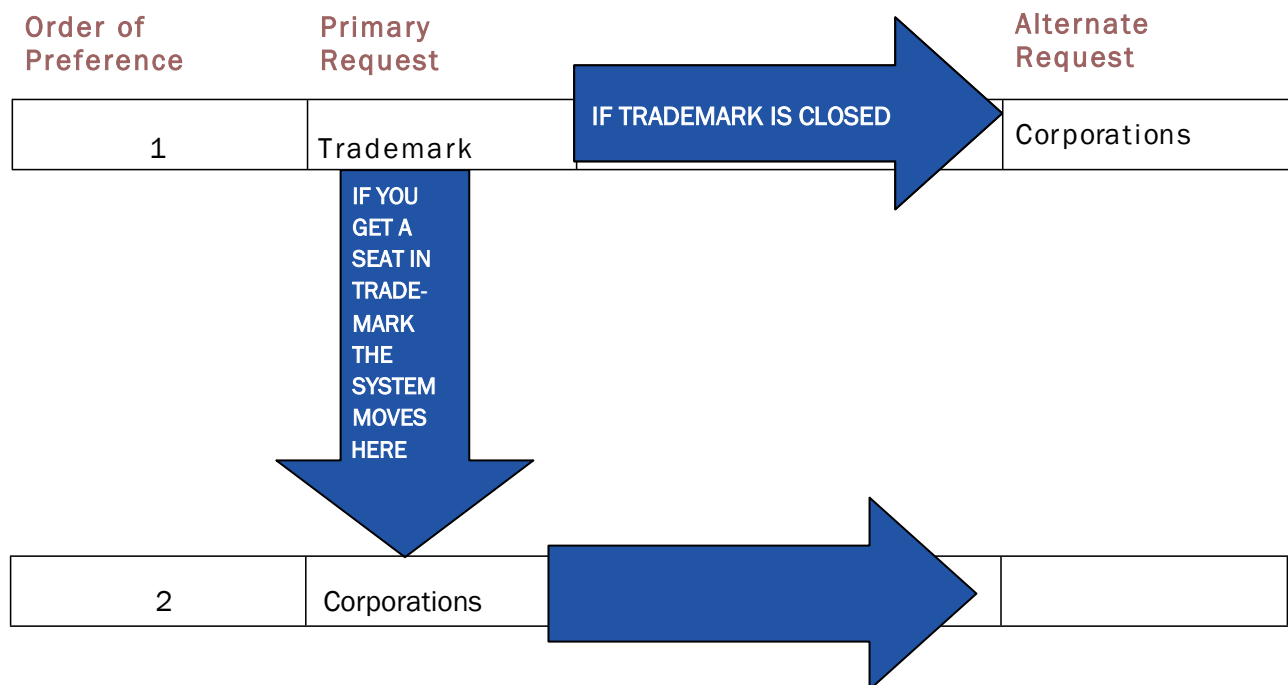 Order of
Preference
Primary
Request
Alternate
Request
1
Trademark
IF TRADEMARK IS CLOSED
Corporations
IF YOU
GET A
SEAT IN
TRADE-
MARK
THE
SYSTEM
MOVES
HERE
2
Corporations